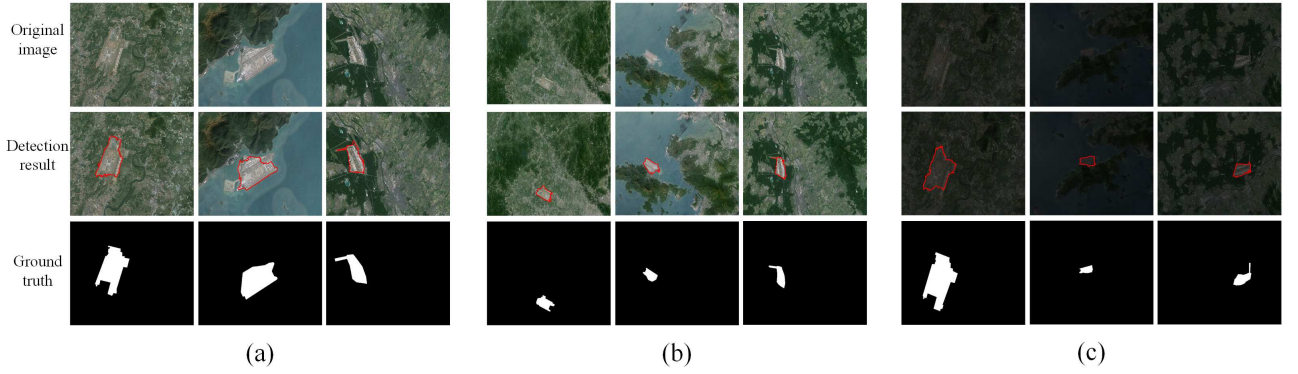 Original
image
Detection
result
Ground
truth
(a)
(b)
(c)